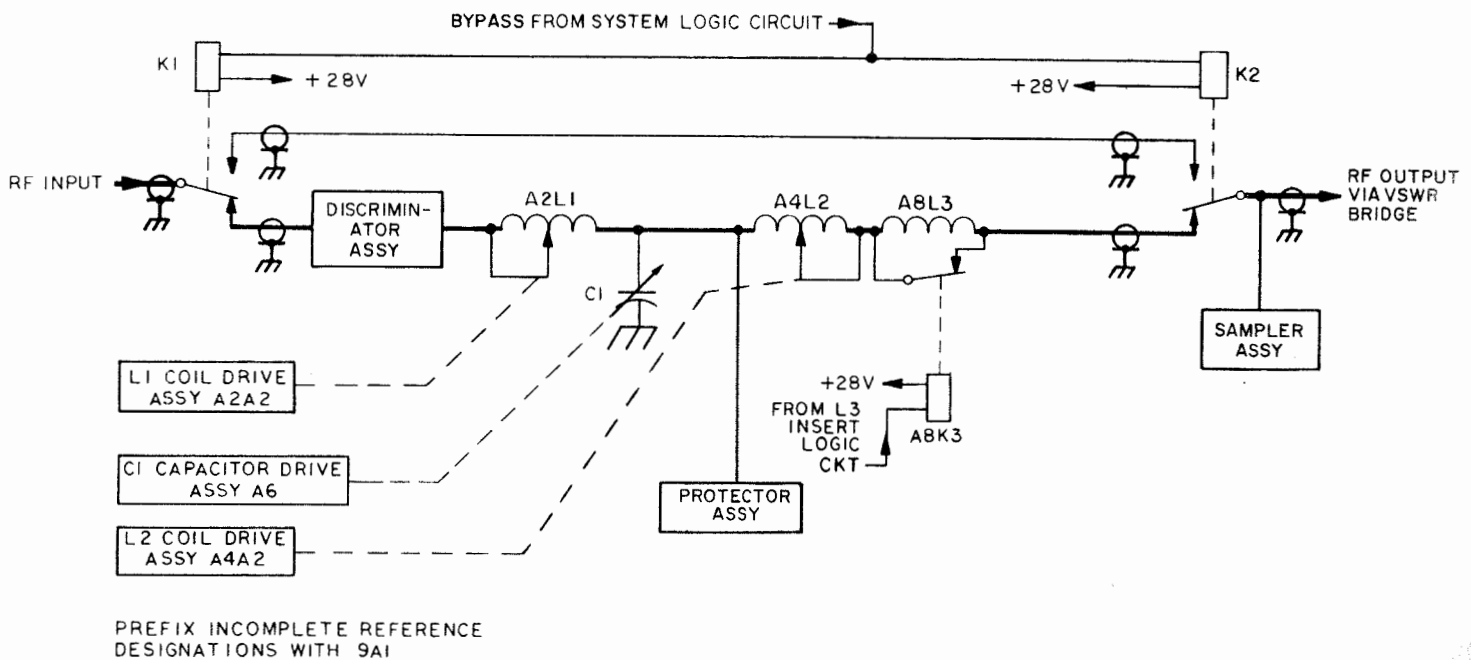 BYPASS FROM SYSTEM LOGIC CIRCUIT
K1
+28V
+28V
K2
RF INPUT
DISCRIMIN-
ATOR
ASSY
A2L1
A4L2
A8L3
RF OUTPUT
VIA VSWR
BRIDGE
C1
SAMPLER
ASSY
L1 COIL DRIVE
ASSY A2A2
+28V
FROM L3
INSERT
LOGIC
CKT
A8K3
C1 CAPACITOR DRIVE
ASSY A6
PROTECTOR
ASSY
L2 COIL DRIVE
ASSY A4A2
PREFIX INCOMPLETE REFERENCE
DESIGNATIONS WITH 9A1